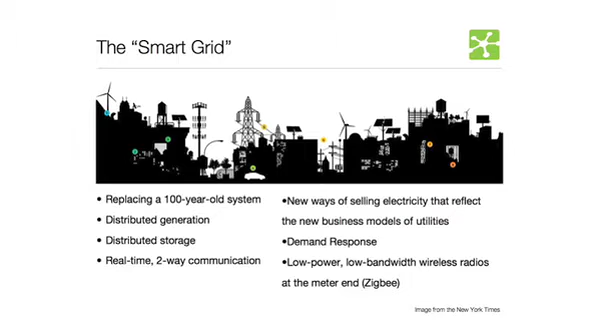 The “Smart Grid”
• Replacing a 100-year-old system
• Distributed generation
• Distributed storage
• Real-time, 2-way communication
•New ways of selling electricity that reflect
the new business models of utilities
•Demand Response
•Low-power, low-bandwidth wireless radios
at the meter end (Zigbee)
Image from the New York Times